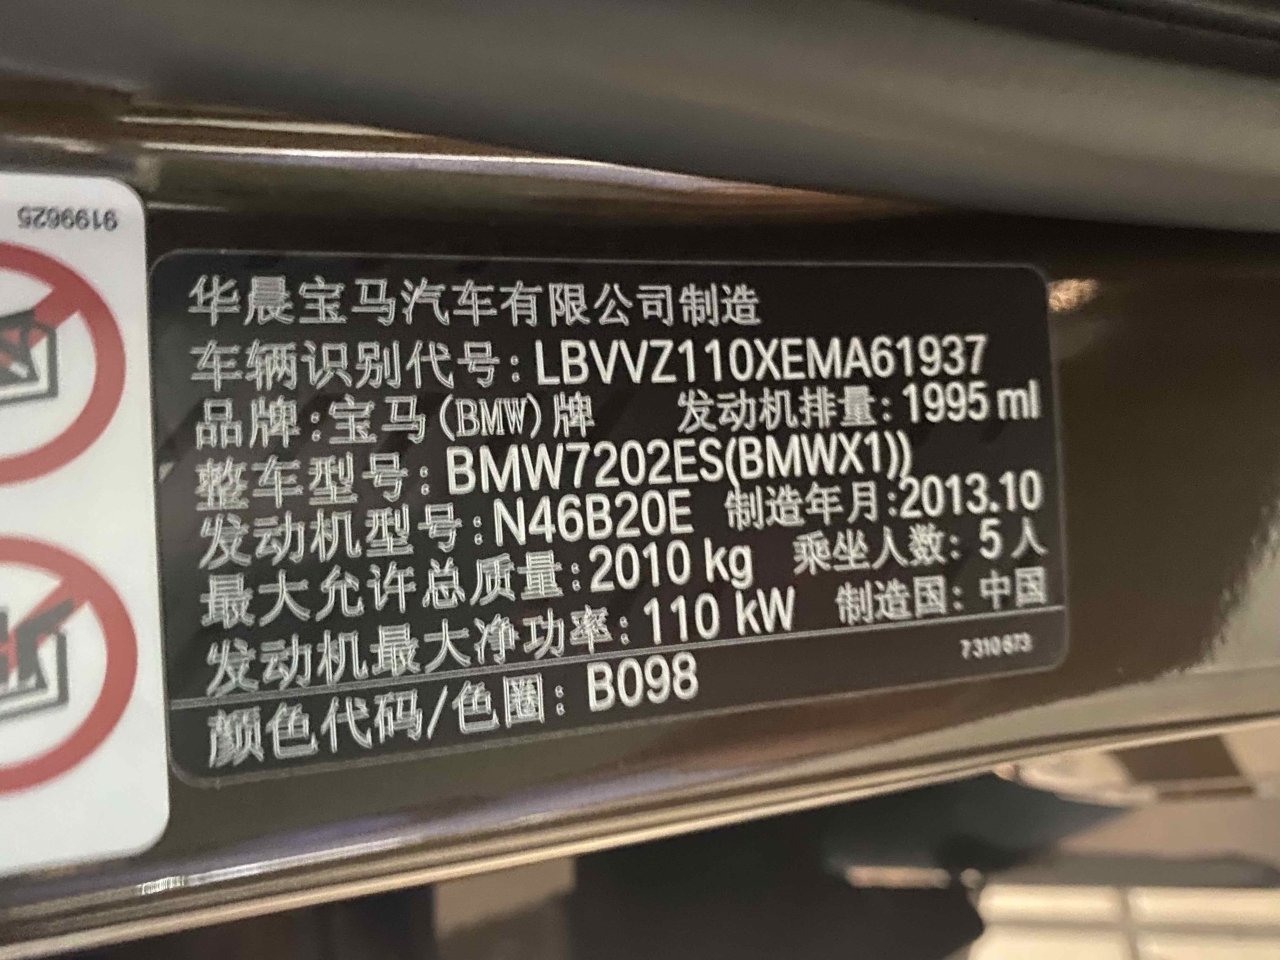 9199625
华晨宝马汽车有限公司制造
车辆识别代号：LBVVZ110XEMA61937
品牌：宝马(BMW)牌 发动机排量：1995 ml
整车型号：BMW7202ES(BMWX1))
发动机型号：N46B20E 制造年月：2013.10
最大允许总质量：2010 kg 乘坐人数：5 人
发动机最大净功率：110 kW 制造国：中国
7310673
颜色代码/色圈：B098